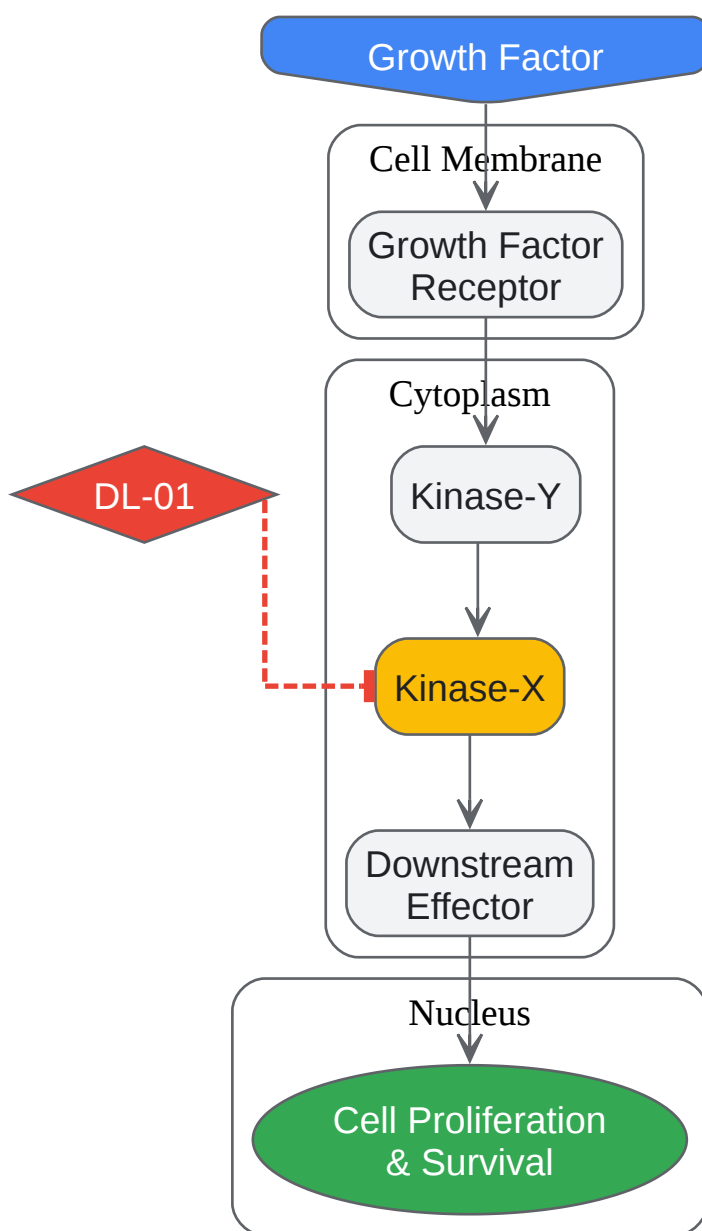 Growth Factor
Cell Membrane
Growth Factor
Receptor
Cytoplasm
DL-01
Kinase-Y
Kinase-X
Downstream
Effector
Nucleus
Cell Proliferation
& Survival